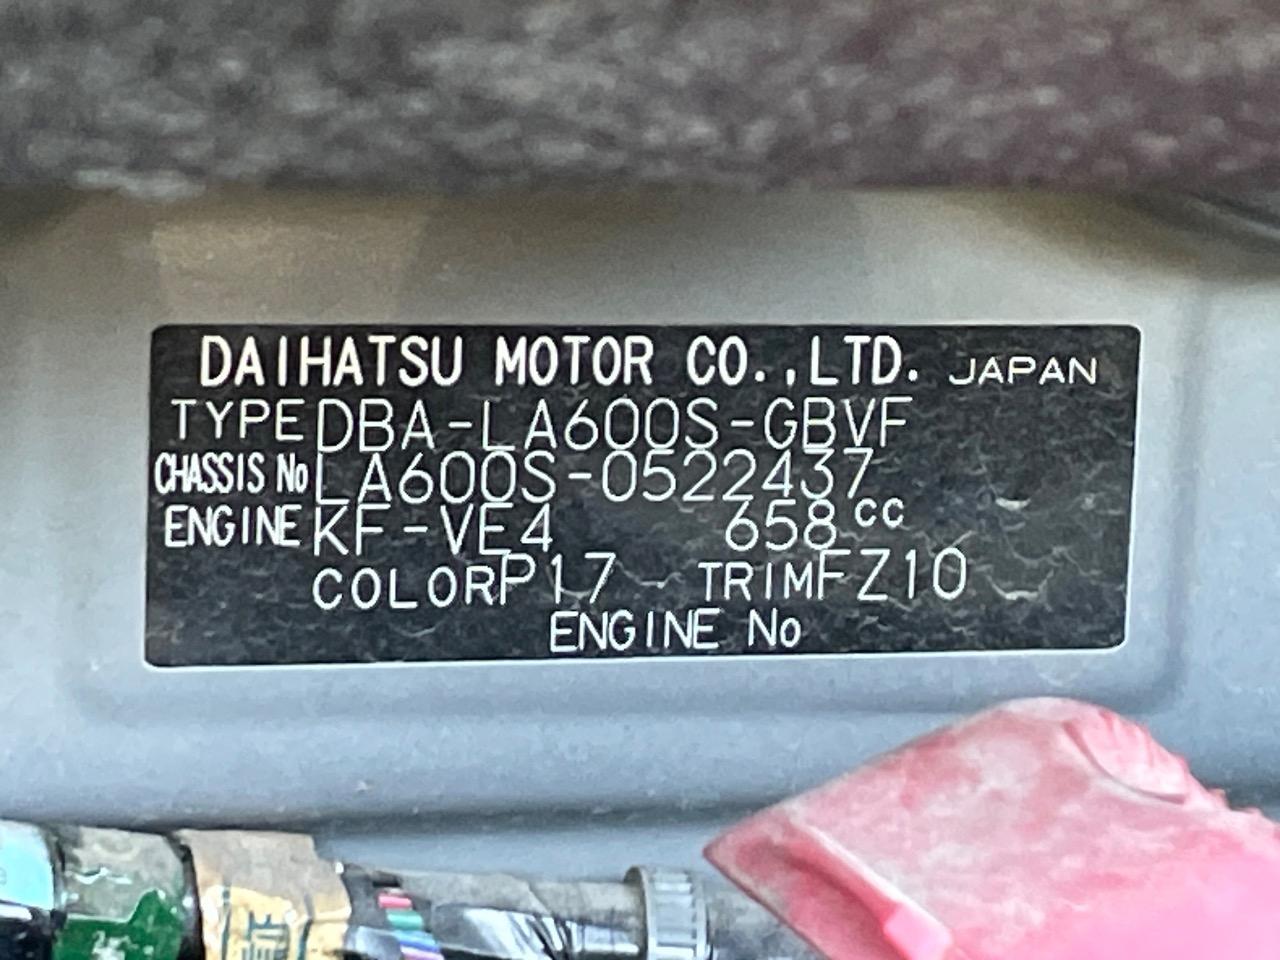 DAIHATSU MOTOR CO.,LTD. JAPAN
TYPE DBA-LA600S-GBVF
CHASSIS No LA600S-0522437
ENGINE KF-VE4 658cc
COLOR P17 TRIM FZ10
ENGINE No